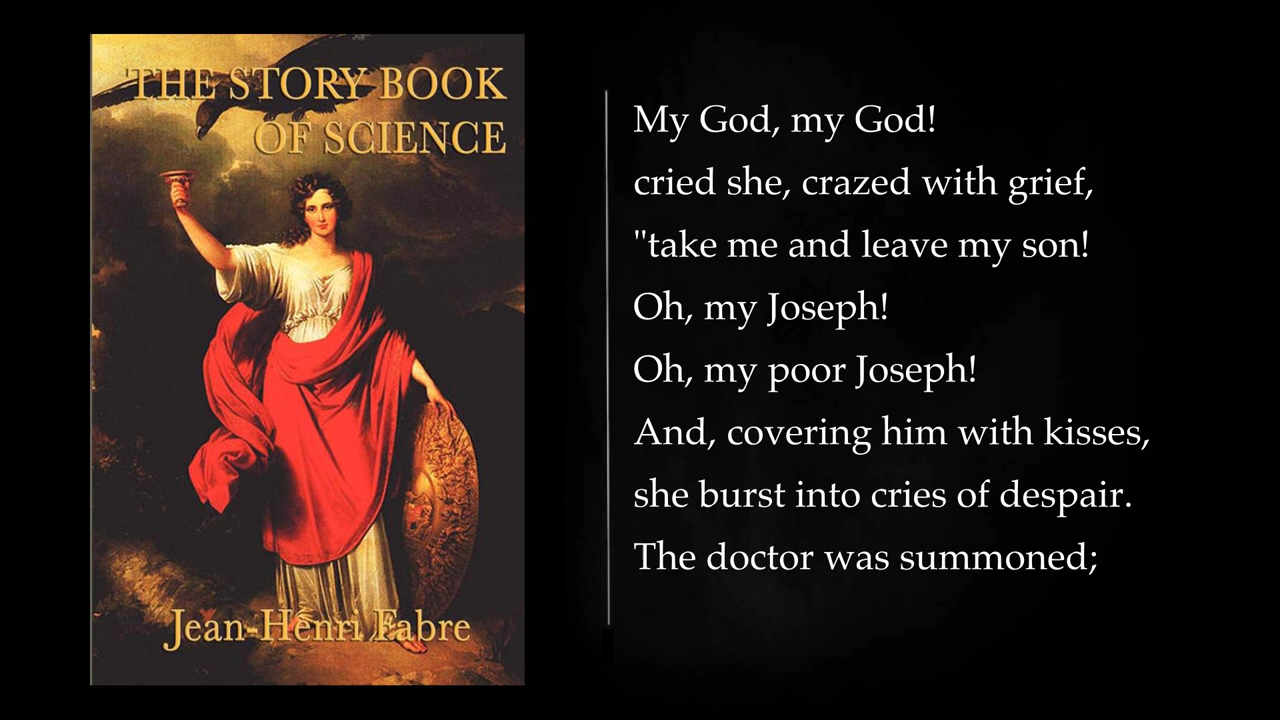 THE STORY BOOK
OF SCIENCE
Jean-Henri Fabre
My God, my God!
cried she, crazed with grief,
"take me and leave my son!
Oh, my Joseph!
Oh, my poor Joseph!
And, covering him with kisses,
she burst into cries of despair.
The doctor was summoned;